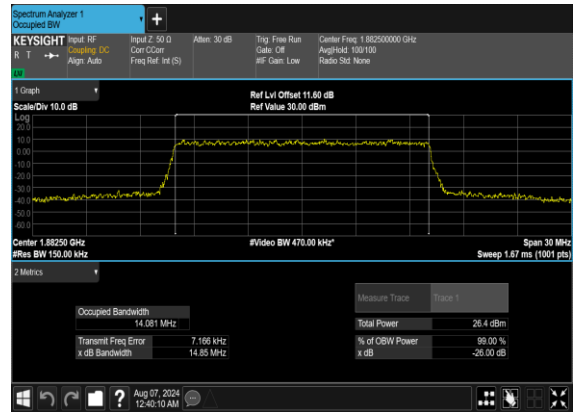 Spectrum Analyzer 1
Occupied BW
+
KEYSIGHT Input: RF Input Z: 50 Ω Atten: 30 dB Trig: Free Run Center Freq: 1.882500000 GHz
R T Coupling: DC Corr CCorr Gate: Off Avg|Hold: 100/100
Align: Auto Freq Ref: Int (S) #IF Gain: Low Radio Std: None
1 Graph
Ref Lvl Offset 11.60 dB
Scale/Div 10.0 dB Ref Value 30.00 dBm
Log
20.0
10.0
0.00
-10.0
-20.0
-30.0
-40.0
-50.0
-60.0
Center 1.88250 GHz #Video BW 470.00 kHz* Span 30 MHz
#Res BW 150.00 kHz Sweep 1.67 ms (1001 pts)
2 Metrics
Measure Trace Trace 1
Occupied Bandwidth
14.081 MHz Total Power 26.4 dBm
Transmit Freq Error 7.166 kHz % of OBW Power 99.00 %
x dB Bandwidth 14.85 MHz x dB -26.00 dB
? Aug 07, 2024
12:40:10 AM